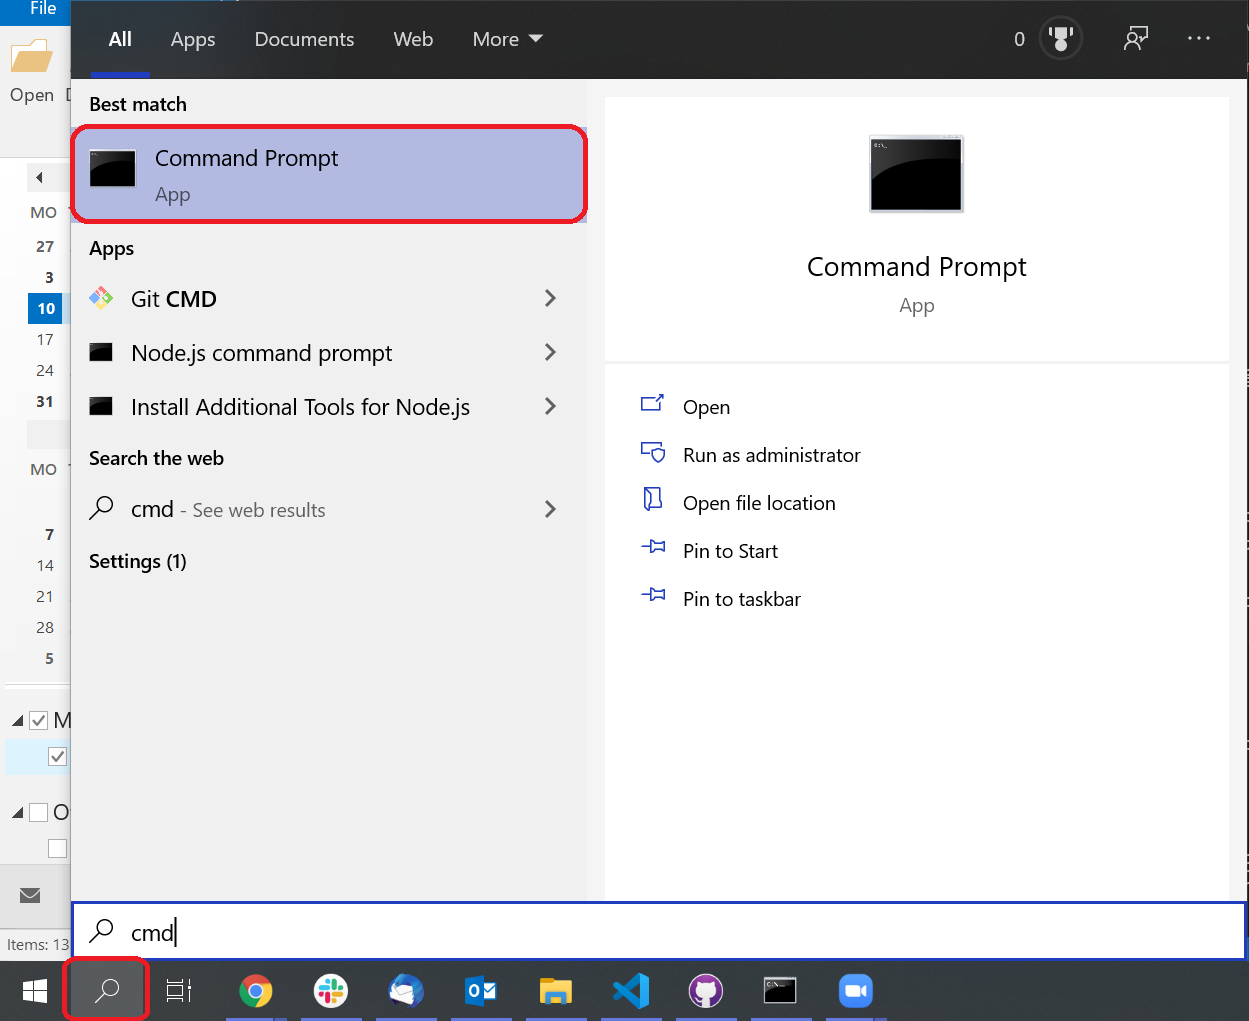 File
All Apps Documents Web More 0
Open
Best match
Command Prompt
App
Command Prompt
App
Apps
Git CMD
Node.js command prompt
Install Additional Tools for Node.js
Search the web
cmd - See web results
Settings (1)
Open
Run as administrator
Open file location
Pin to Start
Pin to taskbar
MO
27
3
10
17
24
31
MO
7
14
21
28
5
M
O
Items: 13
cmd